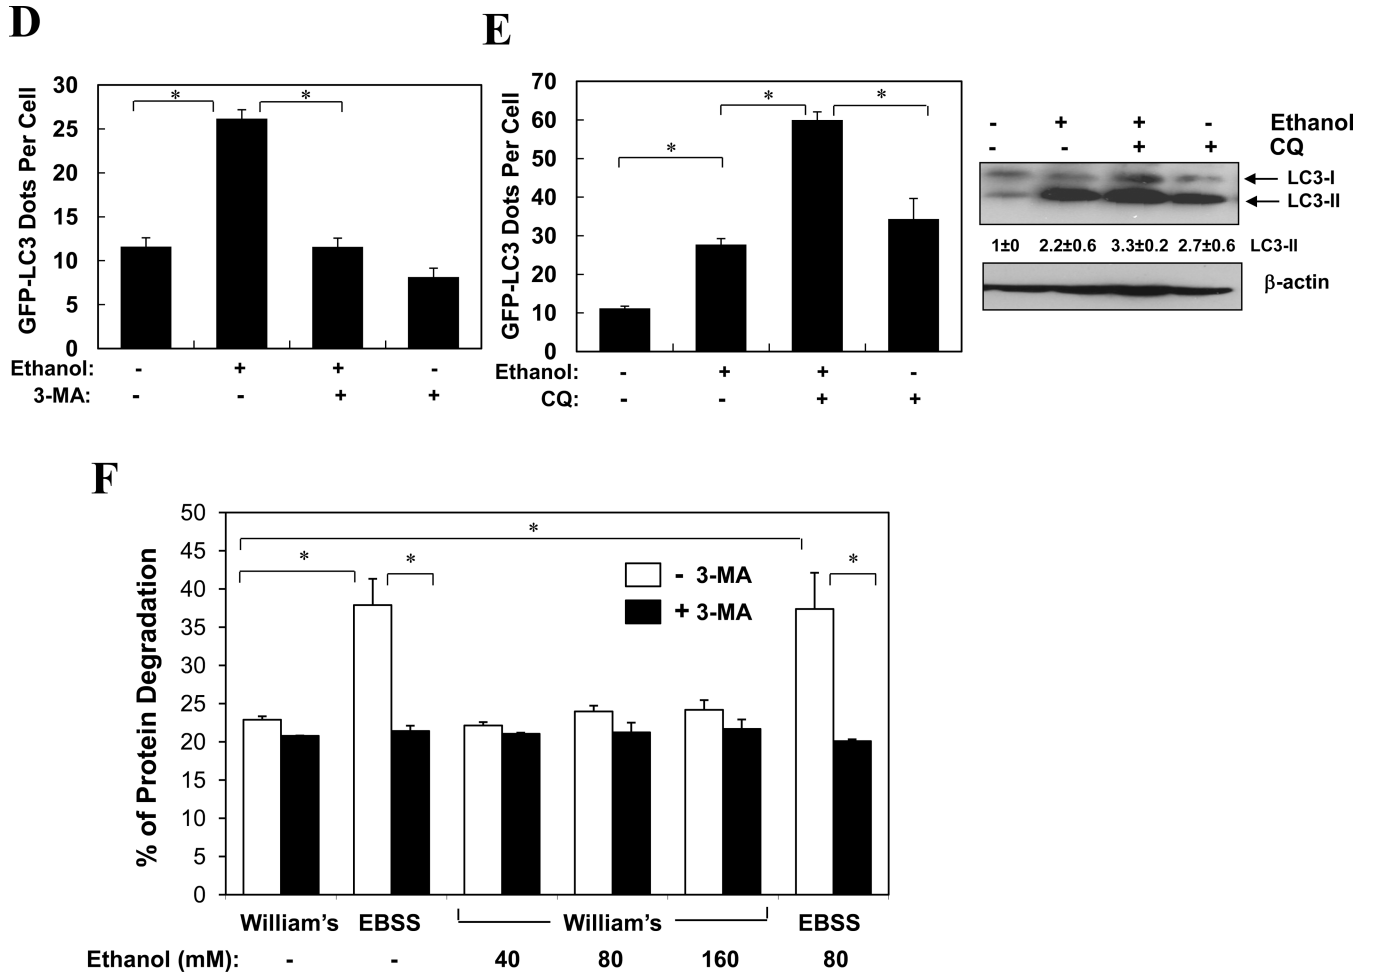 D
GFP-LC3 Dots Per Cell
30
25
20
15
10
5
0
* *
Ethanol: - + + -
3-MA: - - + +
E
GFP-LC3 Dots Per Cell
70
60
50
40
30
20
10
0
* * *
Ethanol: - + + -
CQ: - - + +
- + + - Ethanol
- - + + CQ
LC3-I
LC3-II
1±0 2.2±0.6 3.3±0.2 2.7±0.6 LC3-II
β-actin
F
% of Protein Degradation
50
45
40
35
30
25
20
15
10
5
0
*
* * *
- 3-MA
+ 3-MA
William's EBSS William's EBSS
Ethanol (mM): - - 40 80 160 80